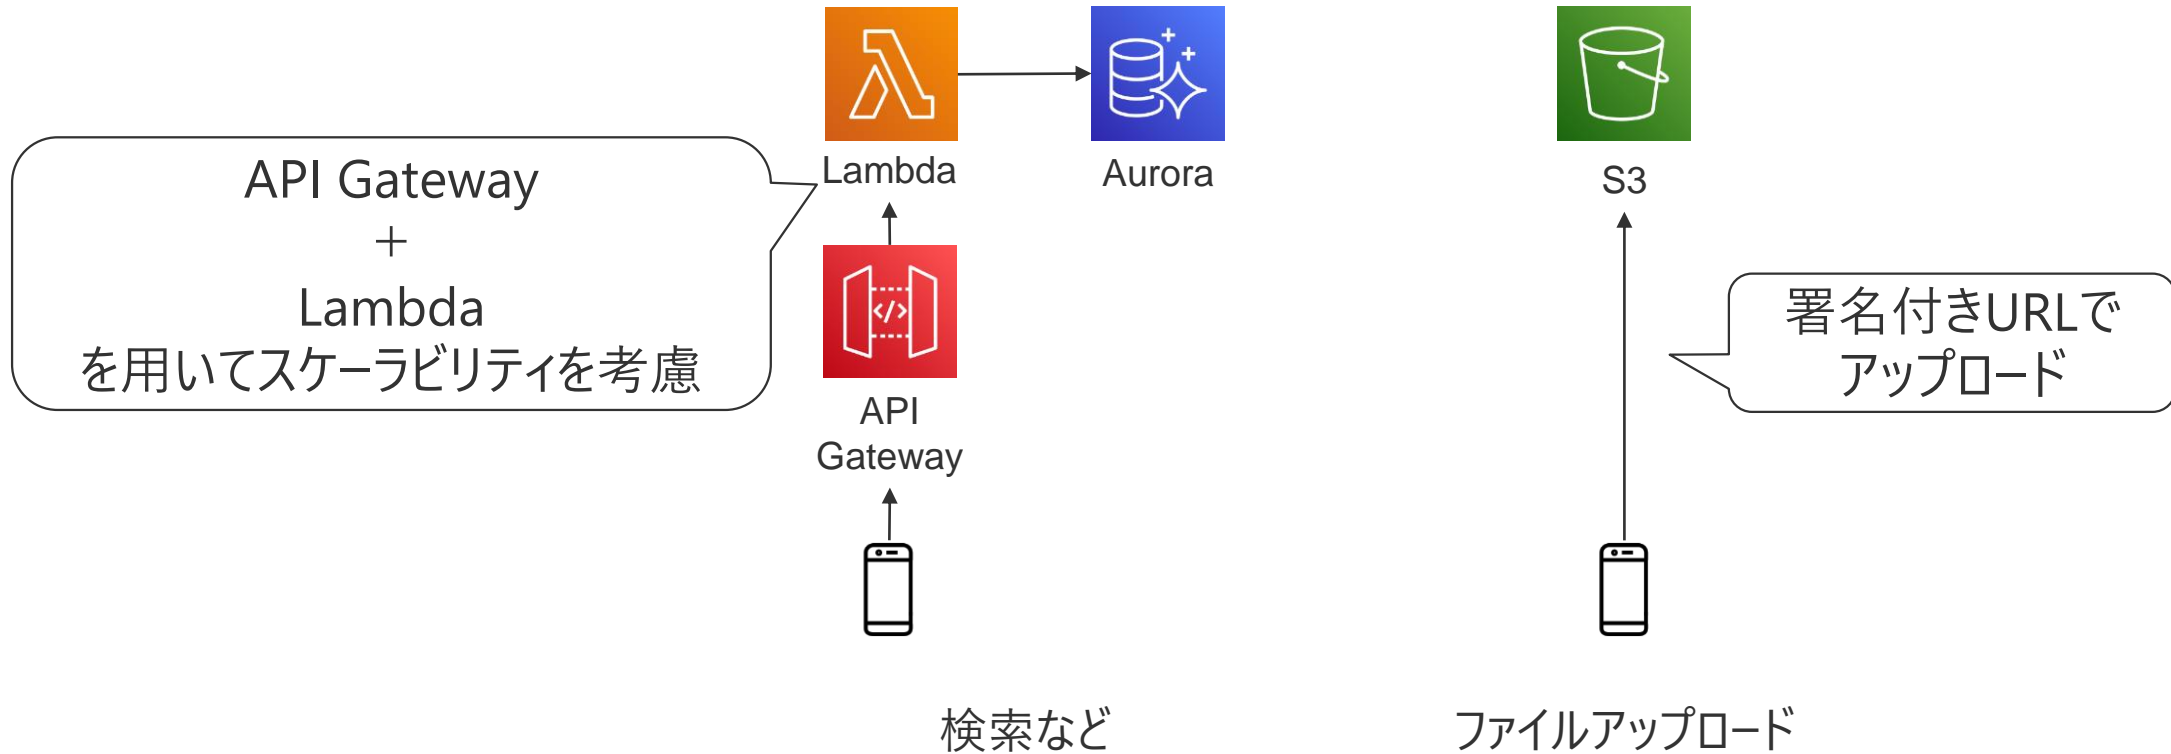 Lambda
Aurora
S3
API Gateway
+
Lambda
を用いてスケーラビリティを考慮
</>
API
Gateway
署名付きURLで
アップロード
検索など
ファイルアップロード